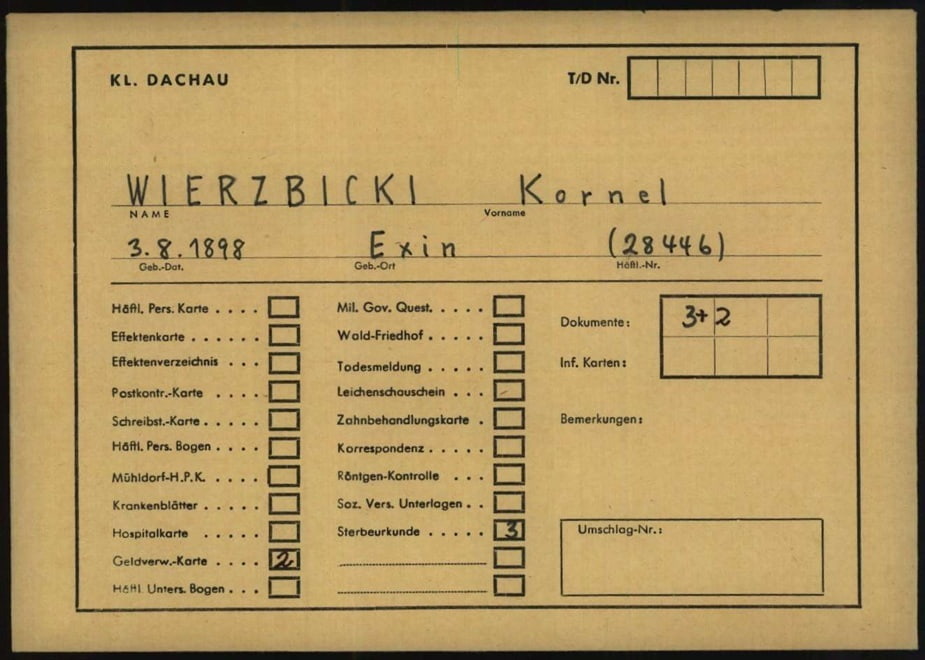 KL. DACHAU T/D Nr.
WIERZBICKI Kornel
NAME Vorname
3.8.1898 Exin (28446)
Geb.-Dat. Geb.-Ort Häftl.-Nr.
Häftl. Pers. Karte . . . .
Effektenkarte . . . . . .
Effektenverzeichnis . . .
Postkontr.-Karte . . . .
Schreibst.-Karte . . . . .
Häftl. Pers. Bogen . . . .
Mühldorf-H.P.K. . . . . .
Krankenblätter . . . . .
Hospitalkarte . . . . .
Geldverw.-Karte . . . . 2
Häftl. Unters. Bogen . . .
Mil. Gov. Quest. . . . . .
Wald-Friedhof . . . . .
Todesmeldung . . . . .
Leichenschauschein . . . .
Zahnbehandlungskarte .
Korrespondenz . . . . .
Röntgen-Kontrolle . . .
Soz. Vers. Unterlagen . .
Sterbeurkunde . . . . . 3
Dokumente: 3+2
Inf. Karten:
Bemerkungen:
Umschlag-Nr.: